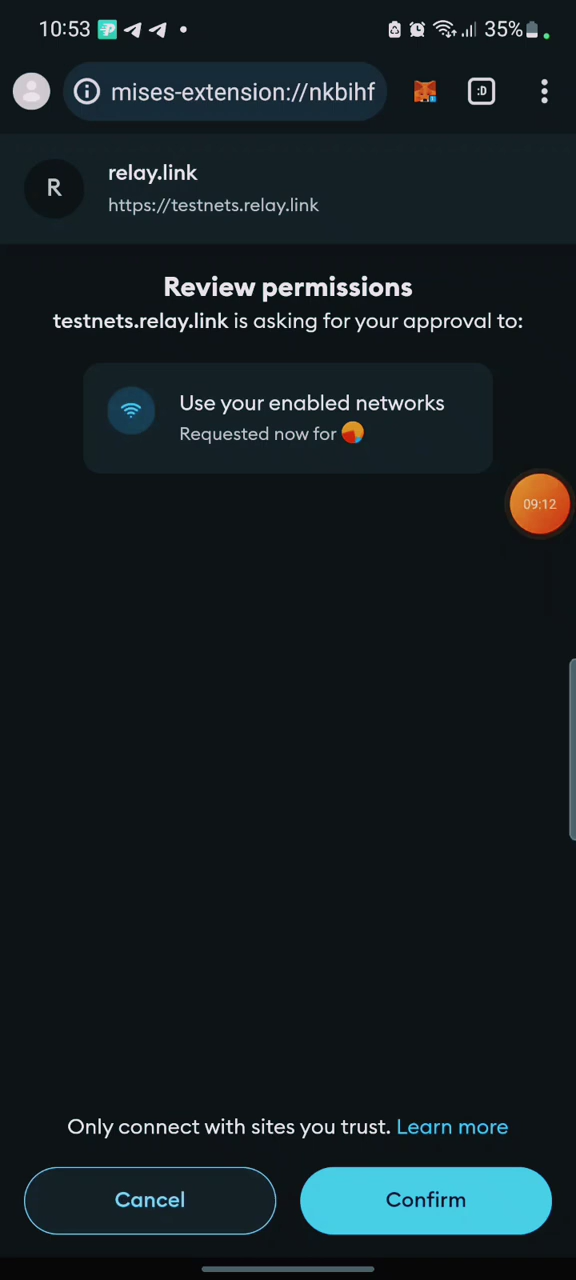 10:53
35%
mises-extension://nkbihf
:D
R
relay.link
https://testnets.relay.link
Review permissions
testnets.relay.link is asking for your approval to:
Use your enabled networks
Requested now for
09:12
Only connect with sites you trust. Learn more
Cancel
Confirm